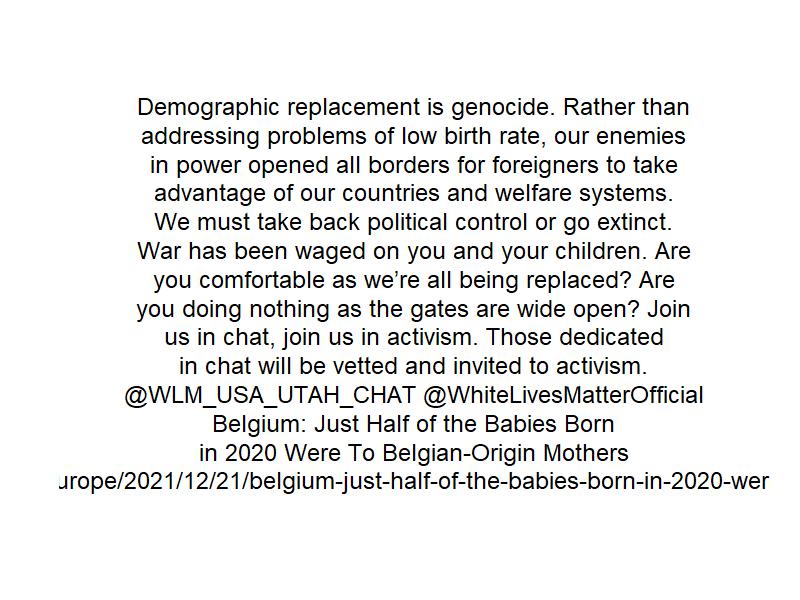 Demographic replacement is genocide. Rather than
addressing problems of low birth rate, our enemies
in power opened all borders for foreigners to take
advantage of our countries and welfare systems.
We must take back political control or go extinct.
War has been waged on you and your children. Are
you comfortable as we’re all being replaced? Are
you doing nothing as the gates are wide open? Join
us in chat, join us in activism. Those dedicated
in chat will be vetted and invited to activism.
@WLM_USA_UTAH_CHAT @WhiteLivesMatterOfficial
Belgium: Just Half of the Babies Born
in 2020 Were To Belgian-Origin Mothers
urope/2021/12/21/belgium-just-half-of-the-babies-born-in-2020-wer